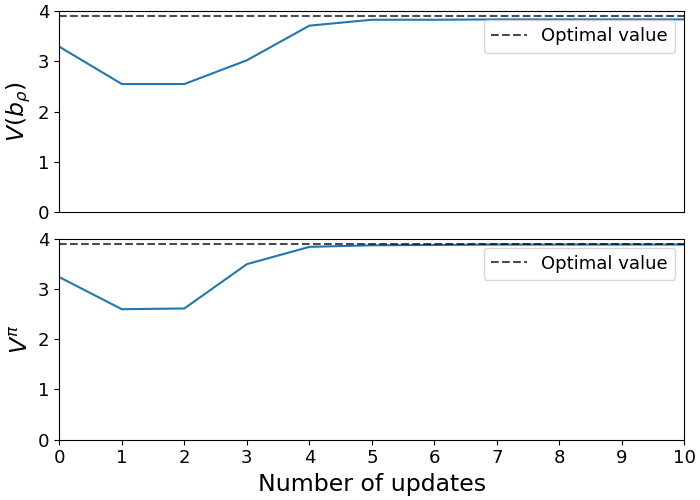 4
3
2
1
0
V(b_ρ)
Optimal value
4
3
2
1
0
V^π
Optimal value
0 1 2 3 4 5 6 7 8 9 10
Number of updates